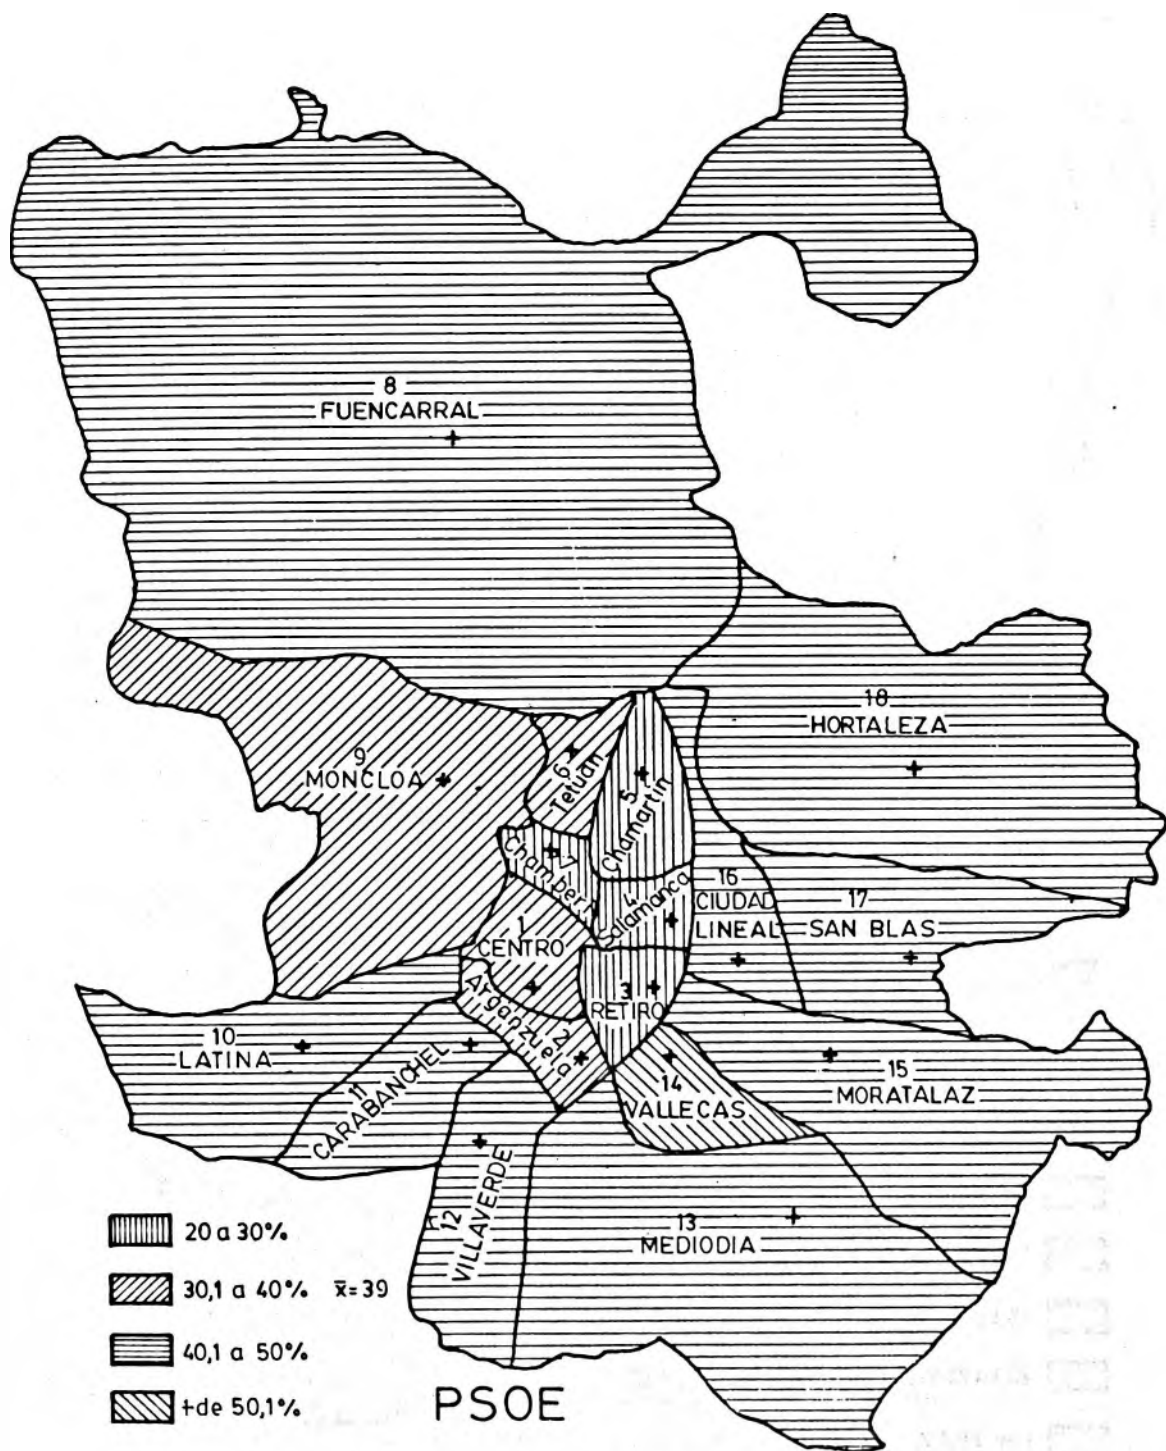 8
FUENCARRAL
18
HORTALEZA
9
MONCLOA
6
Tetuán
5
Chamartín
7
Chamberí
4
Salamanca
16
CIUDAD
LINEAL
17
SAN BLAS
1
CENTRO
3
RETIRO
2
Arganzuela
10
LATINA
11
CARABANCHEL
14
VALLECAS
15
MORATALAZ
12
VILLAVERDE
13
MEDIODIA
20 a 30%
30,1 a 40% x̄=39
40,1 a 50%
+de 50,1%
PSOE